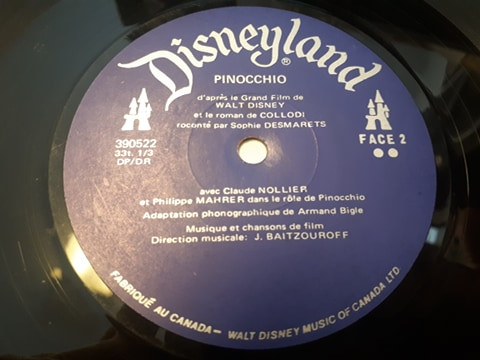 Disneyland®
PINOCCHIO
d'après le Grand Film de
WALT DISNEY
et le roman de COLLODI
raconté par Sophie DESMARETS
390522
33t. 1/3
DP/DR
FACE 2
avec Claude NOLLIER
et Philippe MAHRER dans le rôle de Pinocchio
Adaptation phonographique de Armand Bigle
Musique et chansons de film
Direction musicale: J. BAITZOUROFF
FABRIQUÉ AU CANADA — WALT DISNEY MUSIC OF CANADA LTD